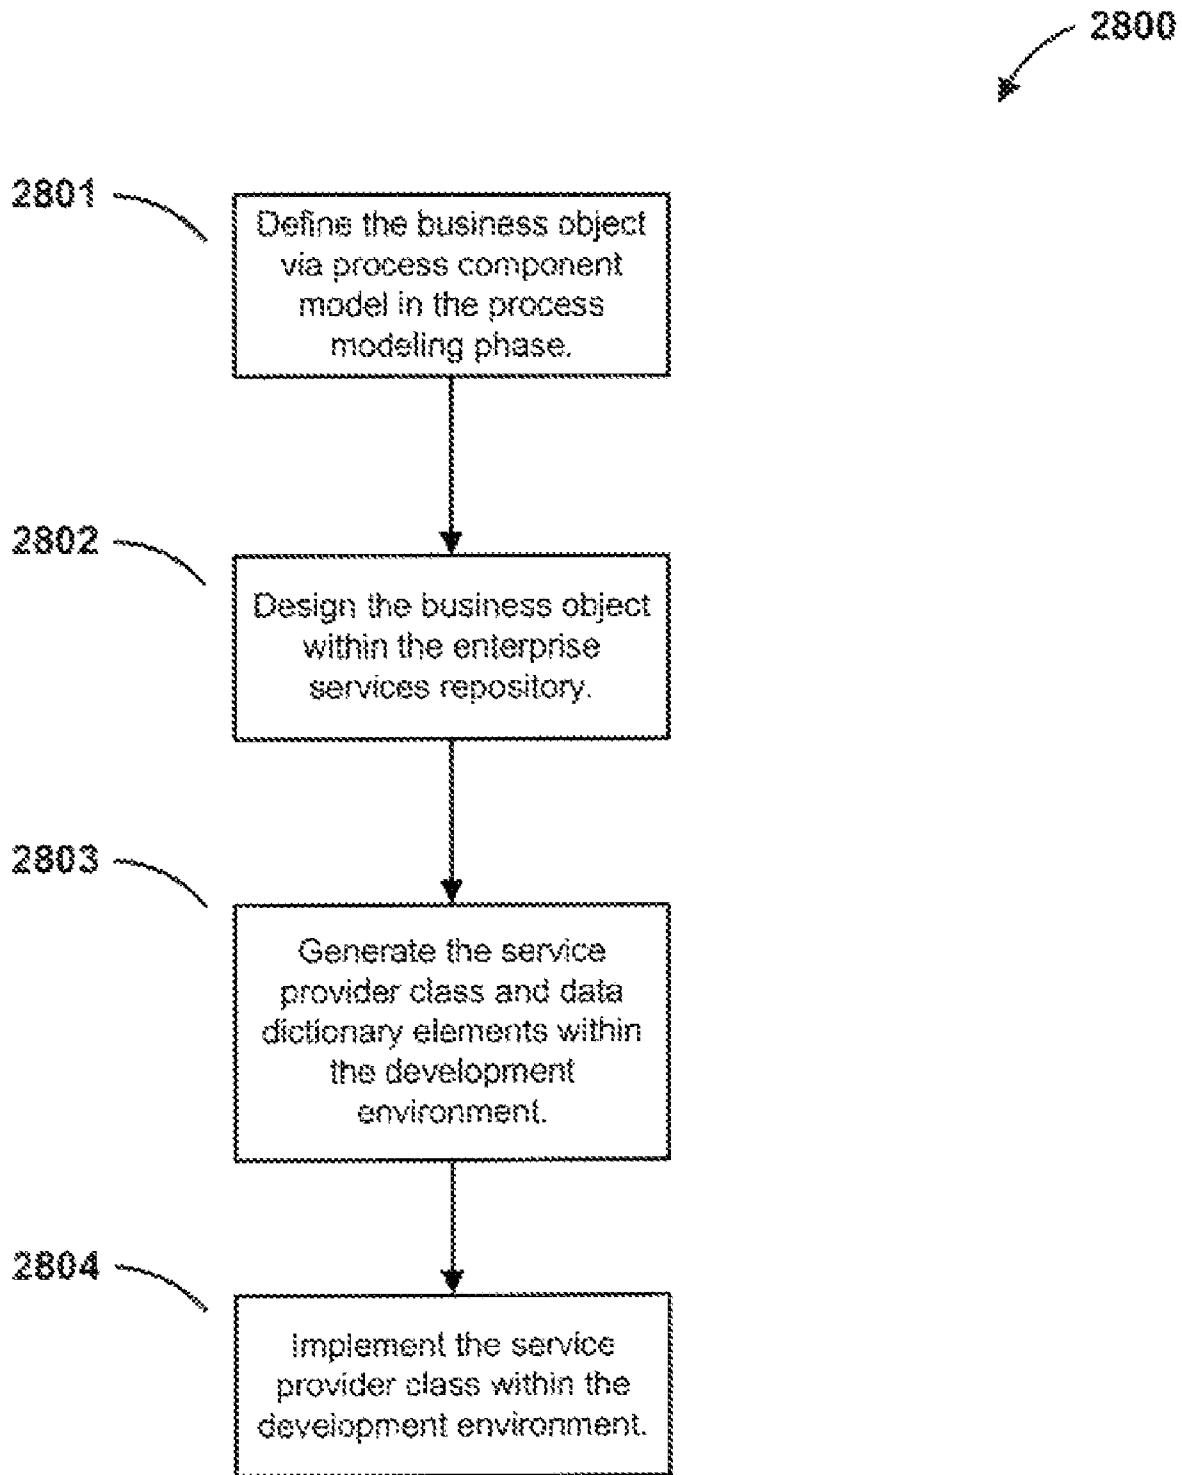 2800
2801
Define the business object
via process component
model in the process
modeling phase.
2802
Design the business object
within the enterprise
services repository.
2803
Generate the service
provider class and data
dictionary elements within
the development
environment.
2804
Implement the service
provider class within the
development environment.